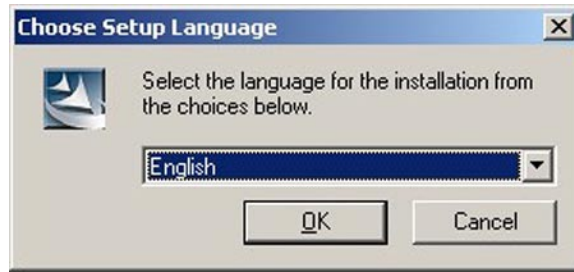 Choose Setup Language
Select the language for the installation from
the choices below.
English
OK
Cancel